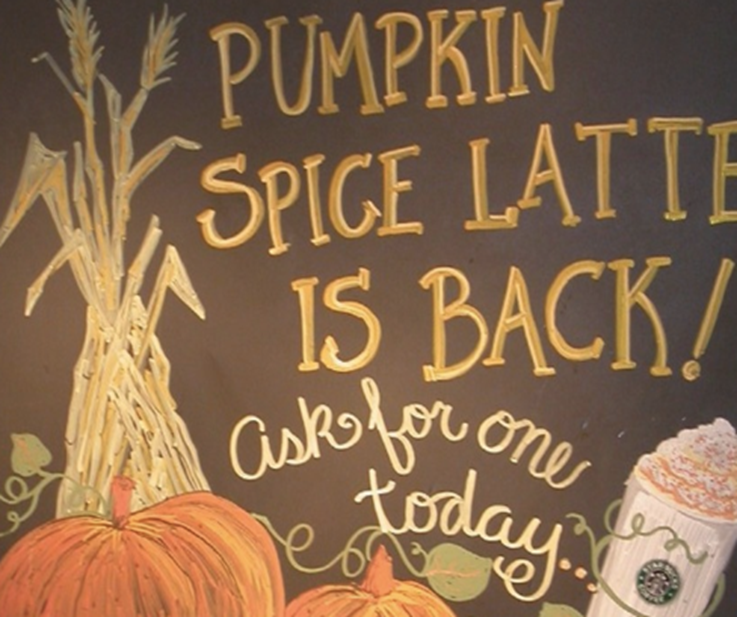 PUMPKIN
SPICE LATTE
IS BACK!
ask for one
today...